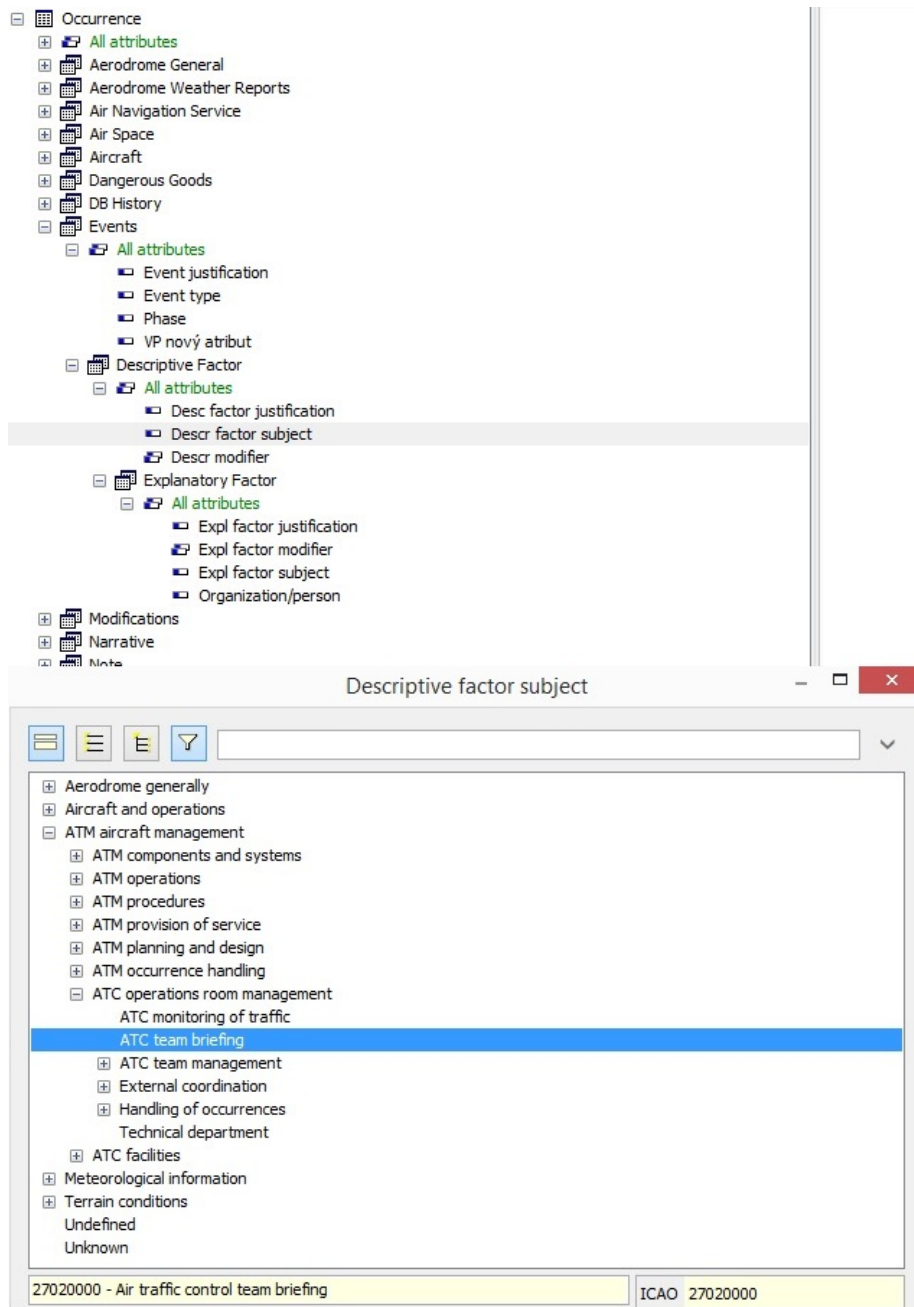 Occurrence
All attributes
Aerodrome General
Aerodrome Weather Reports
Air Navigation Service
Air Space
Aircraft
Dangerous Goods
DB History
Events
All attributes
Event justification
Event type
Phase
VP nový atribut
Descriptive Factor
All attributes
Desc factor justification
Descr factor subject
Descr modifier
Explanatory Factor
All attributes
Expl factor justification
Expl factor modifier
Expl factor subject
Organization/person
Modifications
Narrative
Note
Descriptive factor subject
Aerodrome generally
Aircraft and operations
ATM aircraft management
ATM components and systems
ATM operations
ATM procedures
ATM provision of service
ATM planning and design
ATM occurrence handling
ATC operations room management
ATC monitoring of traffic
ATC team briefing
ATC team management
External coordination
Handling of occurrences
Technical department
ATC facilities
Meteorological information
Terrain conditions
Undefined
Unknown
27020000 - Air traffic control team briefing
ICAO 27020000